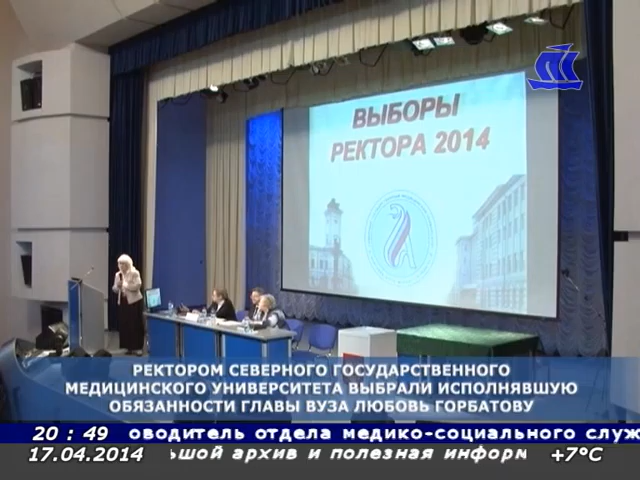 ВЫБОРЫ
РЕКТОРА 2014
РЕКТОРОМ СЕВЕРНОГО ГОСУДАРСТВЕННОГО
МЕДИЦИНСКОГО УНИВЕРСИТЕТА ВЫБРАЛИ ИСПОЛНЯВШУЮ
ОБЯЗАННОСТИ ГЛАВЫ ВУЗА ЛЮБОВЬ ГОРБАТОВУ
20 : 49 оводитель отдела медико-социального служ
17.04.2014 ьшой архив и полезная информ +7°C